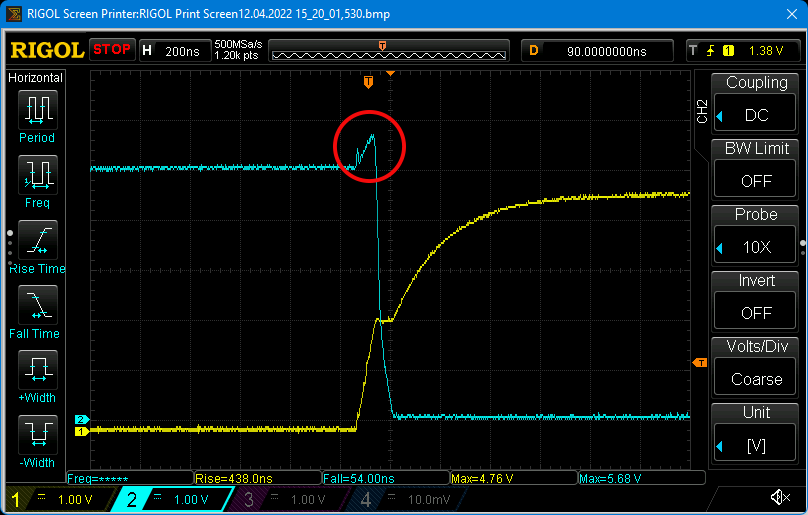 RIGOL Screen Printer:RIGOL Print Screen12.04.2022 15_20_01,530.bmp
RIGOL STOP H 200ns 500MSa/s
1.20k pts T D 90.0000000ns T 1 1.38 V
Horizontal
Period
Freq
Rise Time
Fall Time
+Width
-Width
T
2
1
T
CH2
Coupling
DC
BW Limit
OFF
Probe
10X
Invert
OFF
Volts/Div
Coarse
Unit
[V]
Freq=***** Rise=438.0ns Fall=54.00ns Max=4.76 V Max=5.68 V
1 = 1.00 V 2 = 1.00 V 3 = 1.00 V 4 = 10.0mV